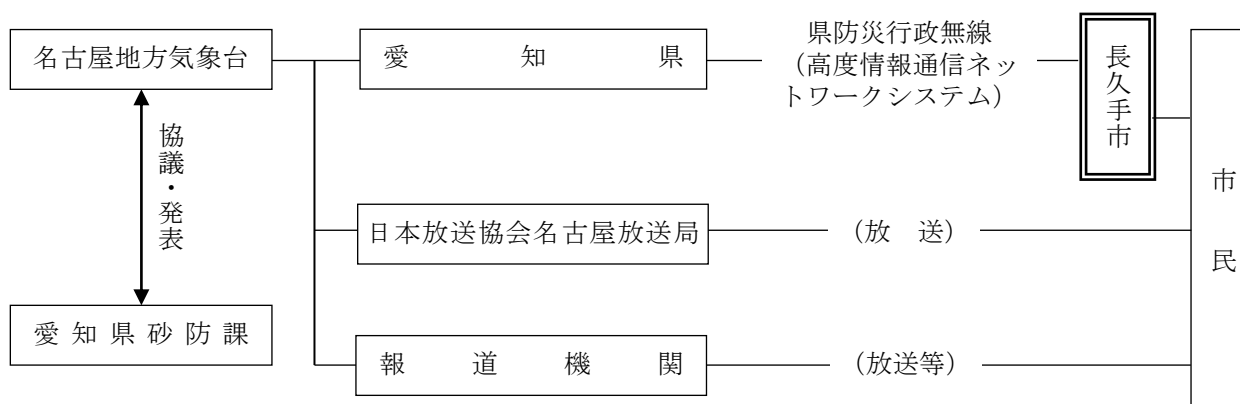 名古屋地方気象台
愛知県
県防災行政無線
（高度情報通信ネッ
トワークシステム）
長久手市
市民
協議・発表
日本放送協会名古屋放送局
（放　送）
愛知県砂防課
報道機関
（放送等）